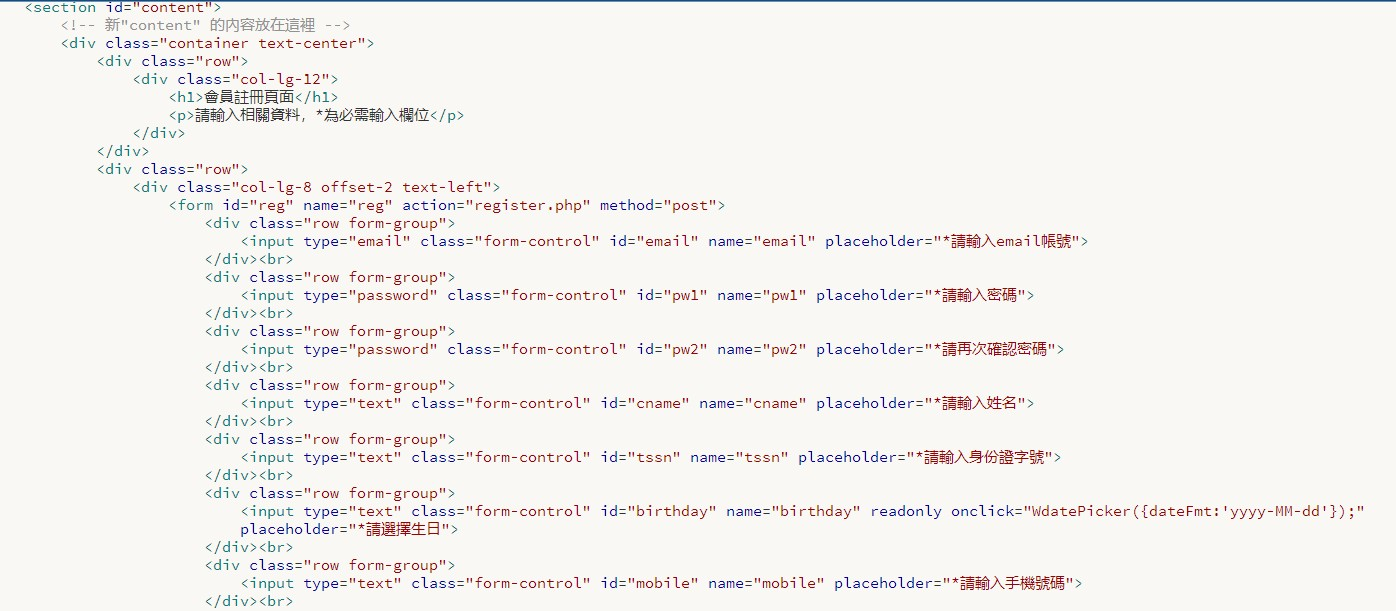 <section id="content">
<!-- 新"content" 的內容放在這裡 -->
<div class="container text-center">
<div class="row">
<div class="col-lg-12">
<h1>會員註冊頁面</h1>
<p>請輸入相關資料，*為必需輸入欄位</p>
</div>
</div>
<div class="row">
<div class="col-lg-8 offset-2 text-left">
<form id="reg" name="reg" action="register.php" method="post">
<div class="row form-group">
<input type="email" class="form-control" id="email" name="email" placeholder="*請輸入email帳號">
</div><br>
<div class="row form-group">
<input type="password" class="form-control" id="pw1" name="pw1" placeholder="*請輸入密碼">
</div><br>
<div class="row form-group">
<input type="password" class="form-control" id="pw2" name="pw2" placeholder="*請再次確認密碼">
</div><br>
<div class="row form-group">
<input type="text" class="form-control" id="cname" name="cname" placeholder="*請輸入姓名">
</div><br>
<div class="row form-group">
<input type="text" class="form-control" id="tssn" name="tssn" placeholder="*請輸入身份證字號">
</div><br>
<div class="row form-group">
<input type="text" class="form-control" id="birthday" name="birthday" readonly onclick="WdatePicker({dateFmt:'yyyy-MM-dd'});"
placeholder="*請選擇生日">
</div><br>
<div class="row form-group">
<input type="text" class="form-control" id="mobile" name="mobile" placeholder="*請輸入手機號碼">
</div><br>